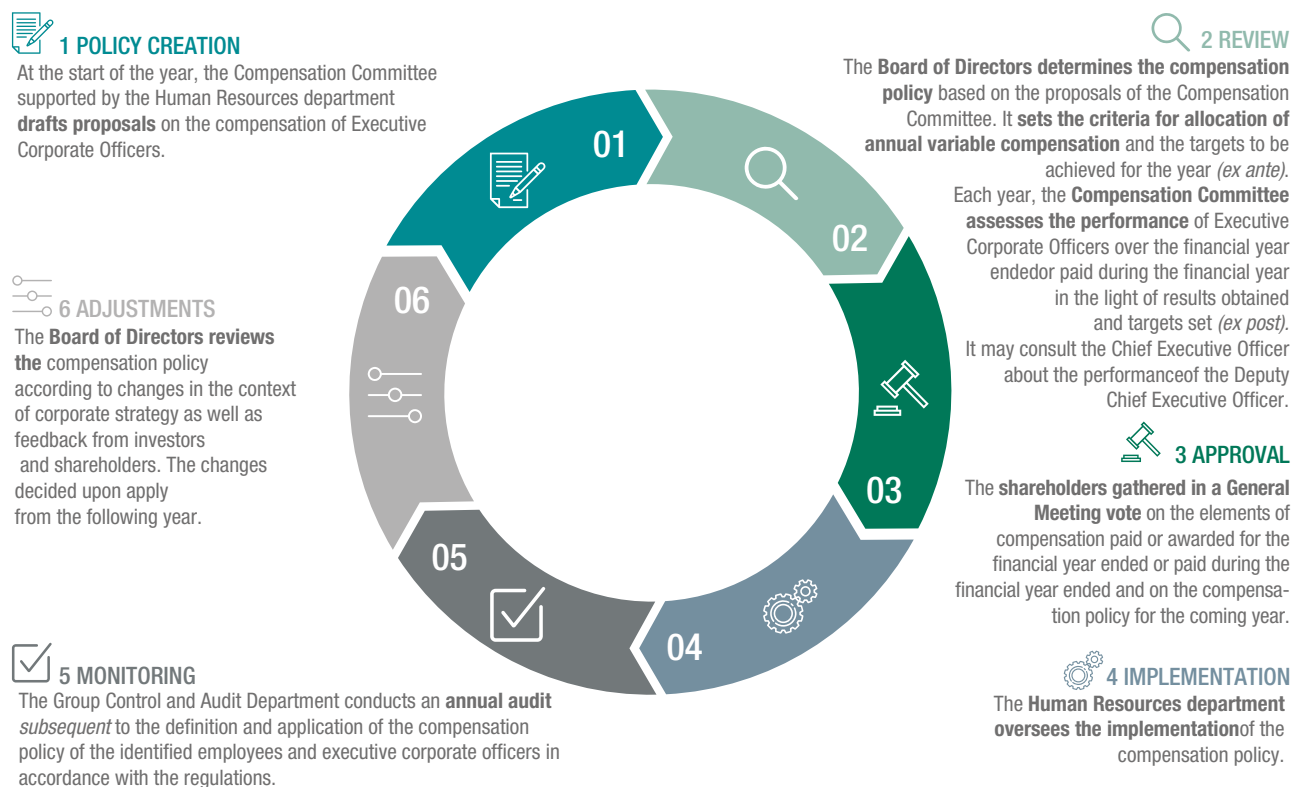 1 POLICY CREATION
At the start of the year, the Compensation Committee
supported by the Human Resources department
drafts proposals on the compensation of Executive
Corporate Officers.
2 REVIEW
The Board of Directors determines the compensation
policy based on the proposals of the Compensation
Committee. It sets the criteria for allocation of
annual variable compensation and the targets to be
achieved for the year (ex ante).
Each year, the Compensation Committee
assesses the performance of Executive
Corporate Officers over the financial year
endedor paid during the financial year
in the light of results obtained
and targets set (ex post).
It may consult the Chief Executive Officer
about the performanceof the Deputy
Chief Executive Officer.
3 APPROVAL
The shareholders gathered in a General
Meeting vote on the elements of
compensation paid or awarded for the
financial year ended or paid during the
financial year ended and on the compensa-
tion policy for the coming year.
4 IMPLEMENTATION
The Human Resources department
oversees the implementationof the
compensation policy.
5 MONITORING
The Group Control and Audit Department conducts an annual audit
subsequent to the definition and application of the compensation
policy of the identified employees and executive corporate officers in
accordance with the regulations.
6 ADJUSTMENTS
The Board of Directors reviews
the compensation policy
according to changes in the context
of corporate strategy as well as
feedback from investors
and shareholders. The changes
decided upon apply
from the following year.
01
02
03
04
05
06